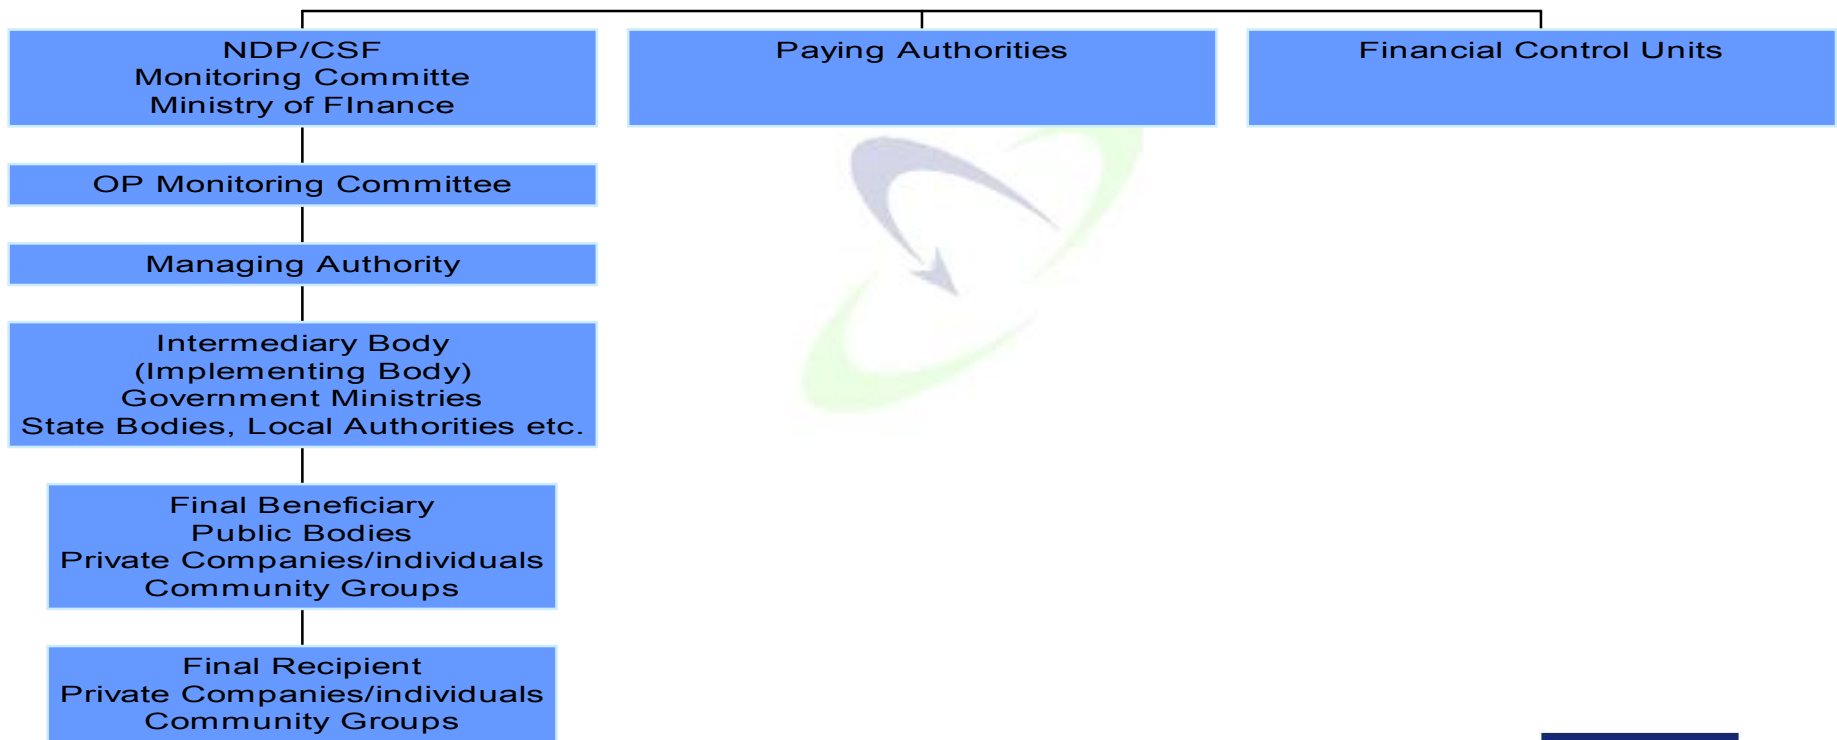 NDP/CSF
Monitoring Committe
Ministry of FInance
Paying Authorities
Financial Control Units
OP Monitoring Committee
Managing Authority
Intermediary Body
(Implementing Body)
Government Ministries
State Bodies, Local Authorities etc.
Final Beneficiary
Public Bodies
Private Companies/individuals
Community Groups
Final Recipient
Private Companies/individuals
Community Groups